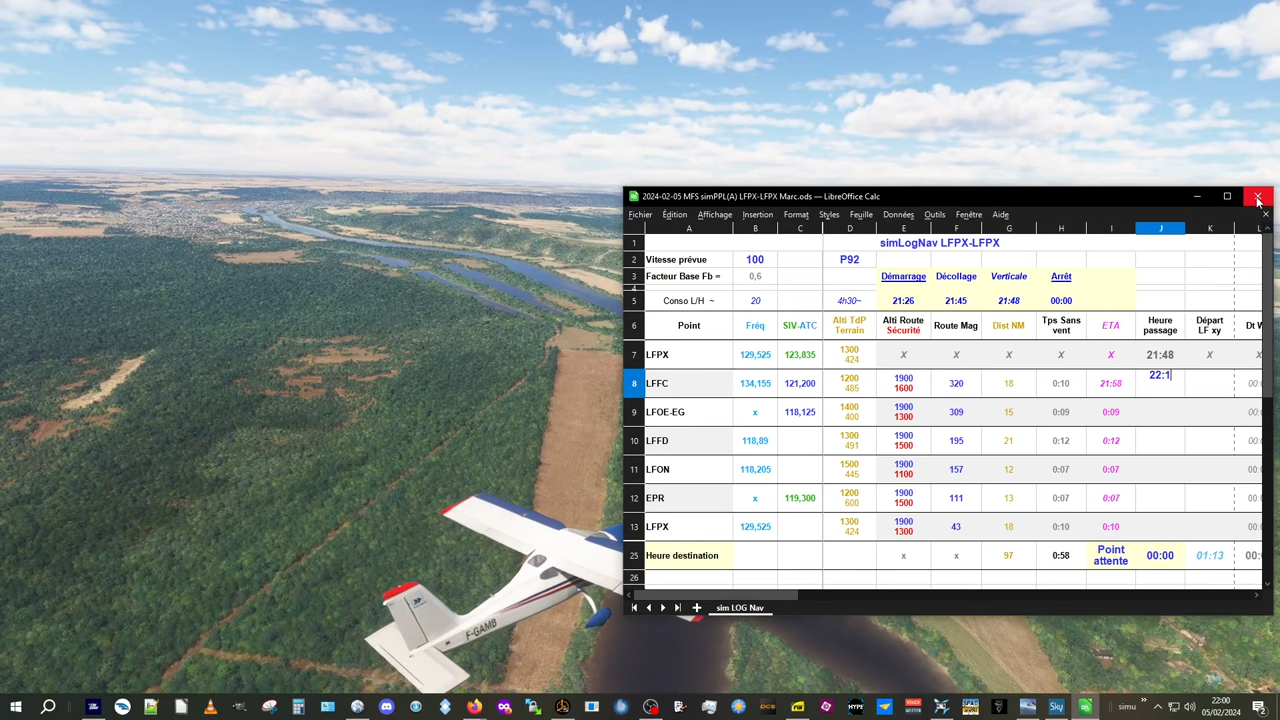 2024-02-05 MFS simPPL(A) LFPX-LFPX Marc.ods — LibreOffice Calc
Fichier Édition Affichage Insertion Format Styles Feuille Données Outils Fenêtre Aide
A B C D E F G H I J K L
1 simLogNav LFPX-LFPX
2 Vitesse prévue 100 P92
3 Facteur Base Fb = 0,6 Démarrage Décollage Verticale Arrêt
4
5 Conso L/H ~ 20 4h30~ 21:26 21:45 21:48 00:00
6 Point Fréq SIV-ATC Alti TdP Terrain Alti Route Sécurité Route Mag Dist NM Tps Sans vent ETA Heure passage Départ LF xy Dt
7 LFPX 129,525 123,835 1300 424 X X X X X 21:48 X
8 LFFC 134,155 121,200 1200 485 1900 1600 320 18 0:10 21:58 22:1
9 LFOE-EG x 118,125 1400 400 1900 1300 309 15 0:09 0:09
10 LFFD 118,89 1300 491 1900 1500 195 21 0:12 0:12
11 LFON 118,205 1500 445 1900 1100 157 12 0:07 0:07
12 EPR x 119,300 1200 600 1900 1500 111 13 0:07 0:07
13 LFPX 129,525 1300 424 1900 1300 43 18 0:10 0:10
25 Heure destination x x 97 0:58 Point attente 00:00 01:13
26
sim LOG Nav
F-GAMB
simu
22:00
05/02/2024